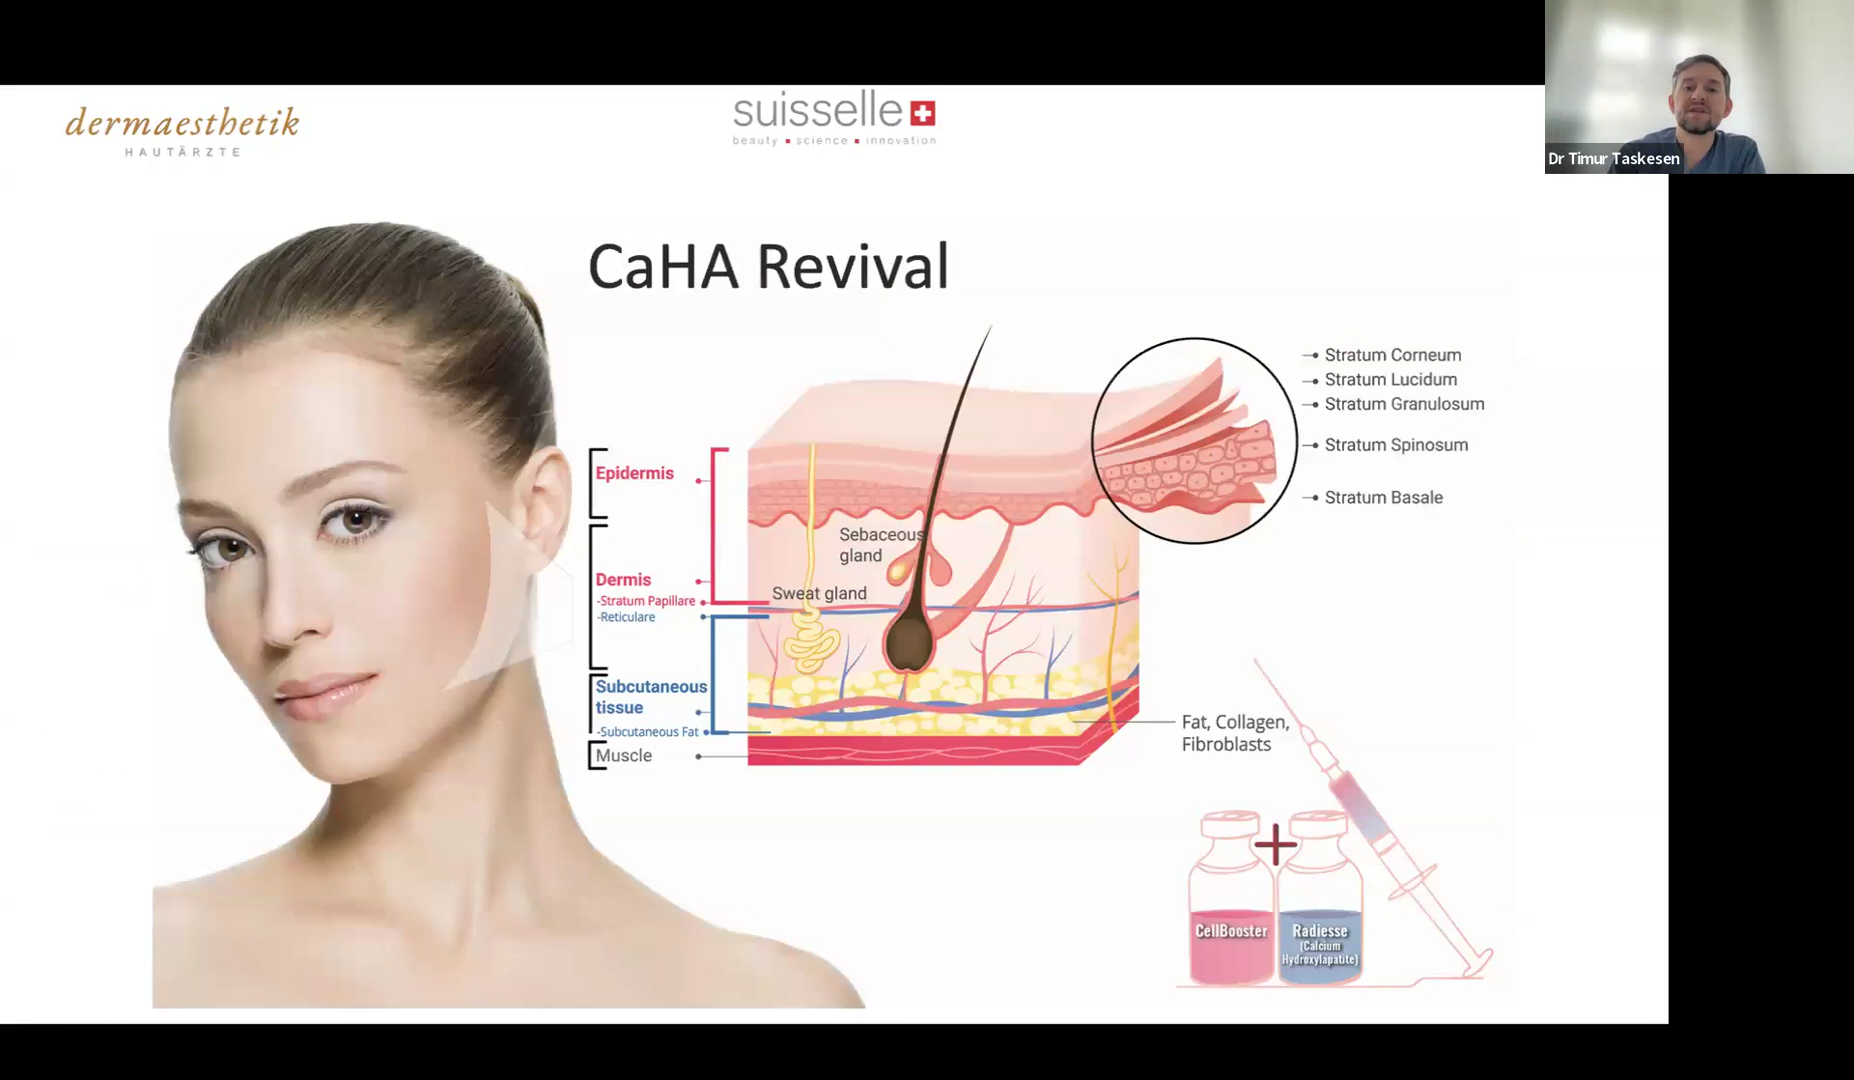 dermaesthetik
HAUTÄRZTE
suisselle
beauty ▪ science ▪ innovation
Dr Timur Taskesen
CaHA Revival
Stratum Corneum
Stratum Lucidum
Stratum Granulosum
Stratum Spinosum
Stratum Basale
Epidermis
Sebaceous
gland
Dermis
-Stratum Papillare
-Reticulare
Sweat gland
Subcutaneous
tissue
-Subcutaneous Fat
Muscle
Fat, Collagen,
Fibroblasts
CellBooster
Radiesse
(Calcium
Hydroxylapatite)